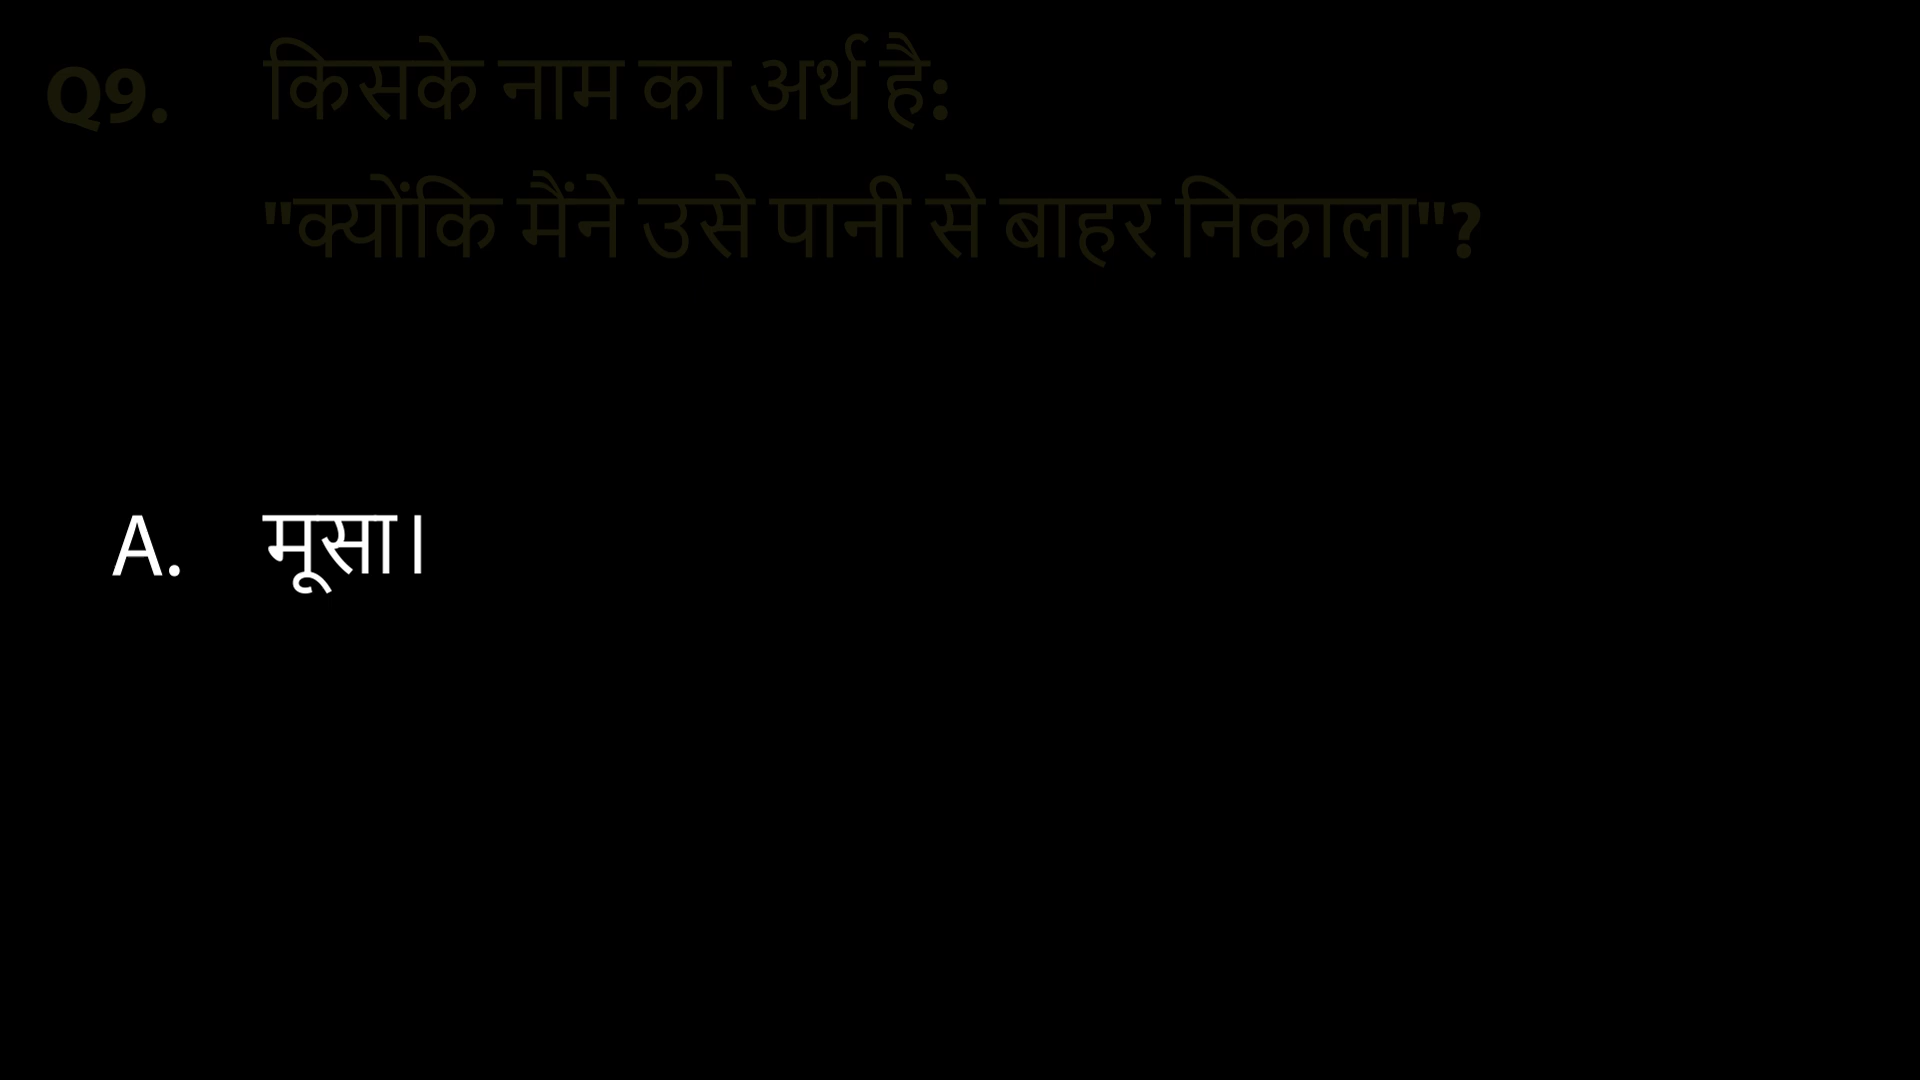 Q9. किसके नाम का अर्थ है:
"क्योंकि मैंने उसे पानी से बाहर निकाला"?
A. मूसा।